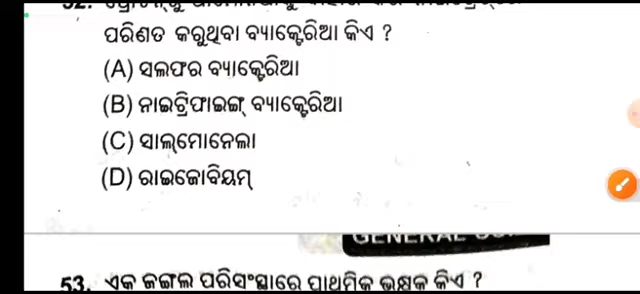 ପରିଣତ କରୁଥିବା ବ୍ୟାକ୍ଟେରିଆ କିଏ ?
(A) ସଲଫର ବ୍ୟାକ୍ଟେରିଆ
(B) ନାଇଟ୍ରିଫାଇଙ୍ଗ୍ ବ୍ୟାକ୍ଟେରିଆ
(C) ସାଲ୍‌ମୋନେଲା
(D) ରାଇଜୋବିୟମ୍
53. ଏକ ଜଙ୍ଗଲ ପରିସଂସ୍ଥାରେ ପ୍ରାଥମିକ ଭକ୍ଷକ କିଏ ?